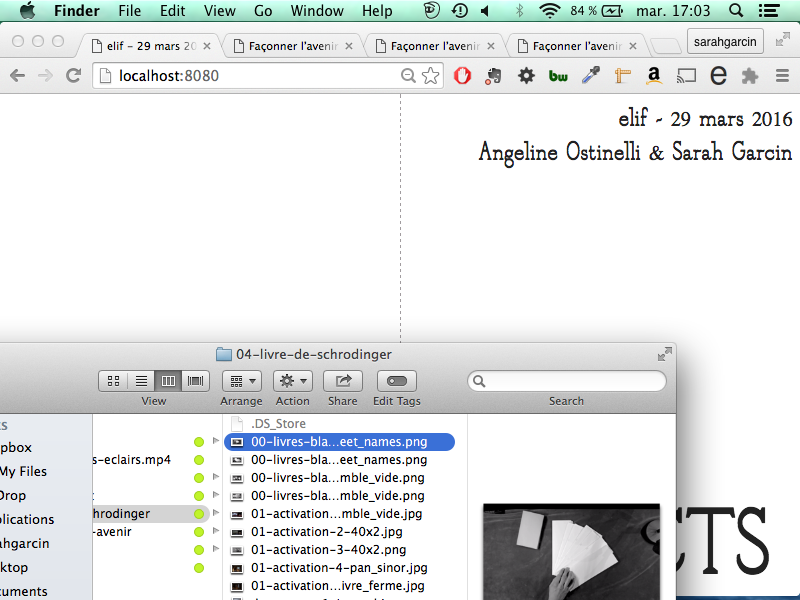 Finder File Edit View Go Window Help 84 % mar. 17:03
elif - 29 mars 20 Façonner l'avenir Façonner l'avenir Façonner l'avenir sarahgarcin
localhost:8080 bw a e
elif - 29 mars 2016
Angeline Ostinelli & Sarah Garcin
04-livre-de-schrodinger
View Arrange Action Share Edit Tags Search
.DS_Store
00-livres-bla...eet_names.png
s-eclairs.mp4 00-livres-bla...eet_names.png
My Files 00-livres-bla...mble_vide.png
00-livres-bla...mble_vide.png
hrodinger 01-activation...mble_vide.jpg
-avenir 01-activation-2-40x2.jpg
01-activation-3-40x2.png
01-activation-4-pan_sinor.jpg
01-activation...ivre_ferme.jpg
pbox
Drop
plications
ahgarcin
ktop
cuments
CTS